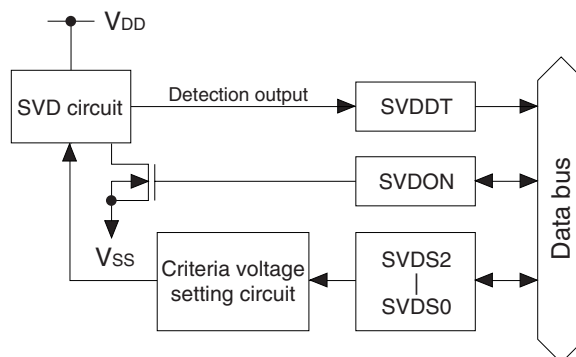 VDD
SVD circuit
Detection output
SVDDT
SVDON
VSS
Criteria voltage
setting circuit
SVDS2
|
SVDS0
Data bus